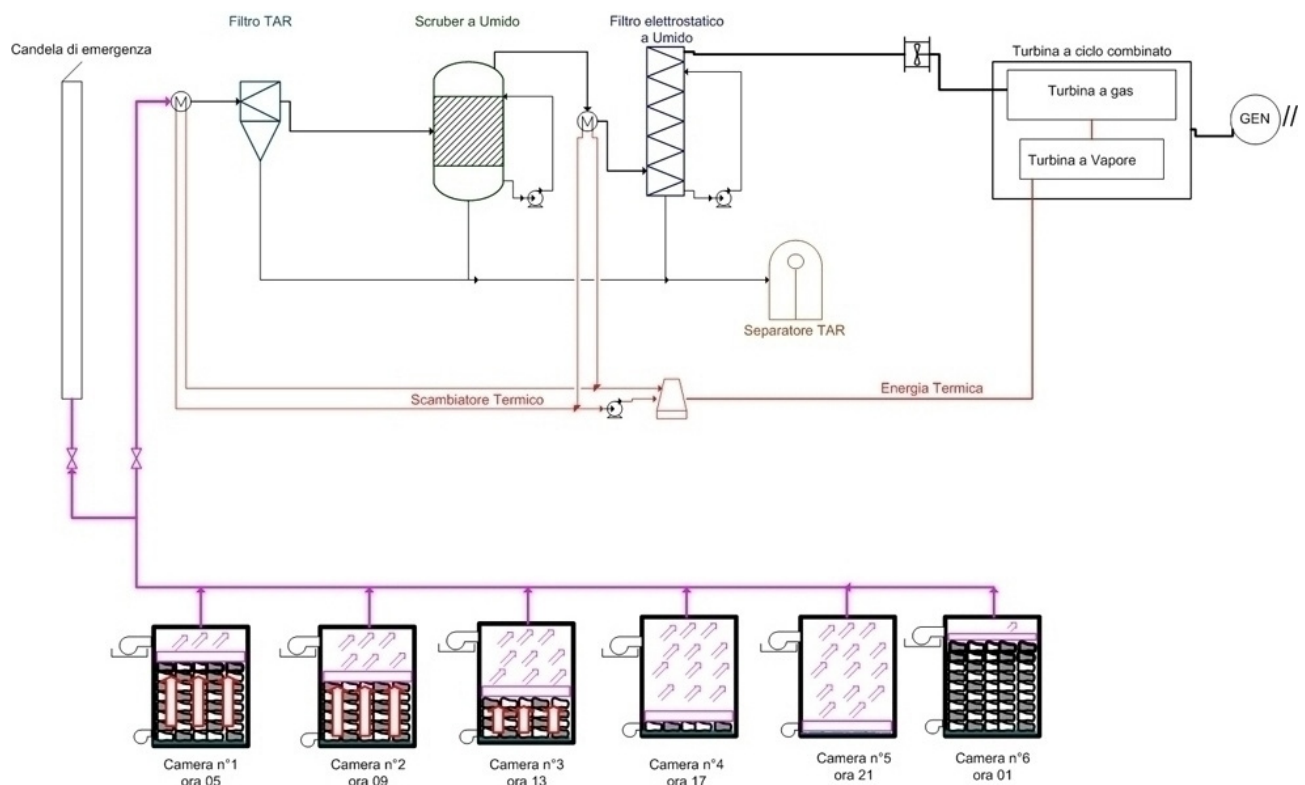 Filtro TAR
Scruber a Umido
Filtro elettrostatico
a Umido
Candela di emergenza
Turbina a ciclo combinato
Turbina a gas
Turbina a Vapore
GEN
M
M
Separatore TAR
Scambiatore Termico
Energia Termica
Camera n°1
ora 05
Camera n°2
ora 09
Camera n°3
ora 13
Camera n°4
ora 17
Camera n°5
ora 21
Camera n°6
ora 01